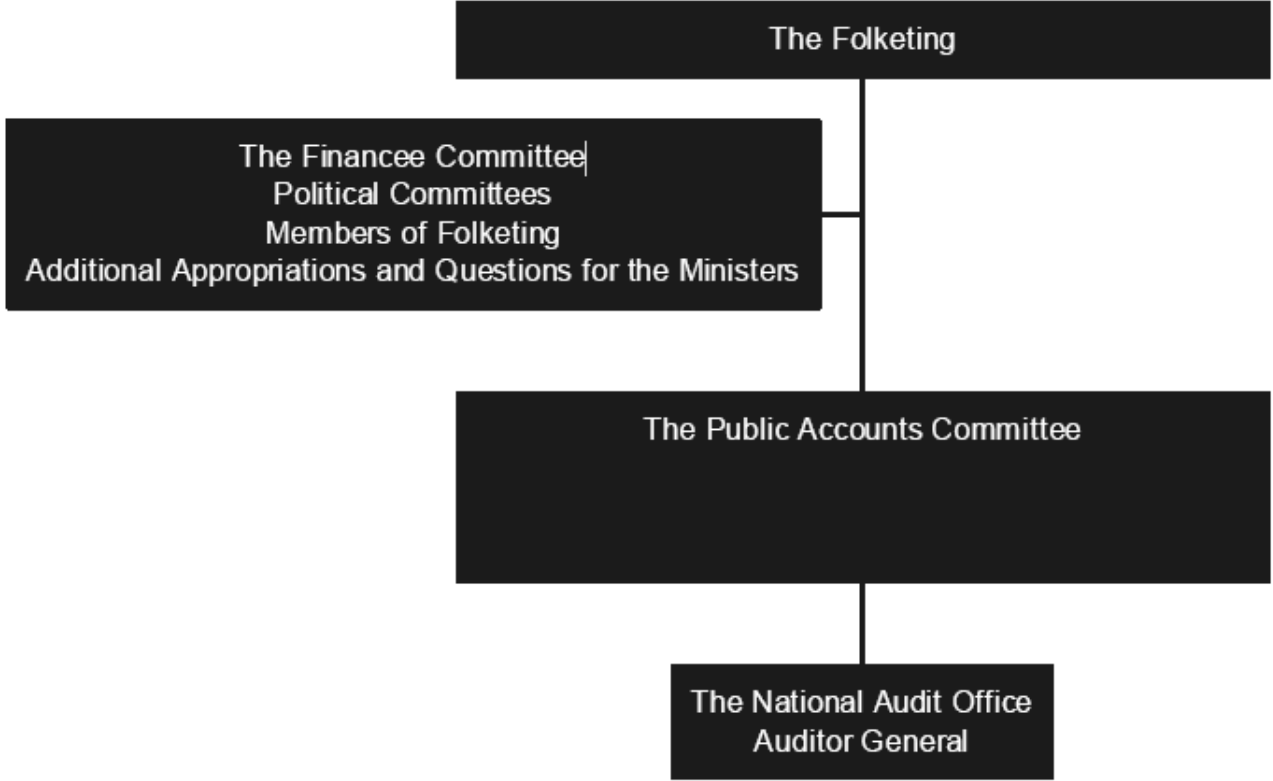 The Folketing
The Financee Committee
Political Committees
Members of Folketing
Additional Appropriations and Questions for the Ministers
The Public Accounts Committee
The National Audit Office
Auditor General